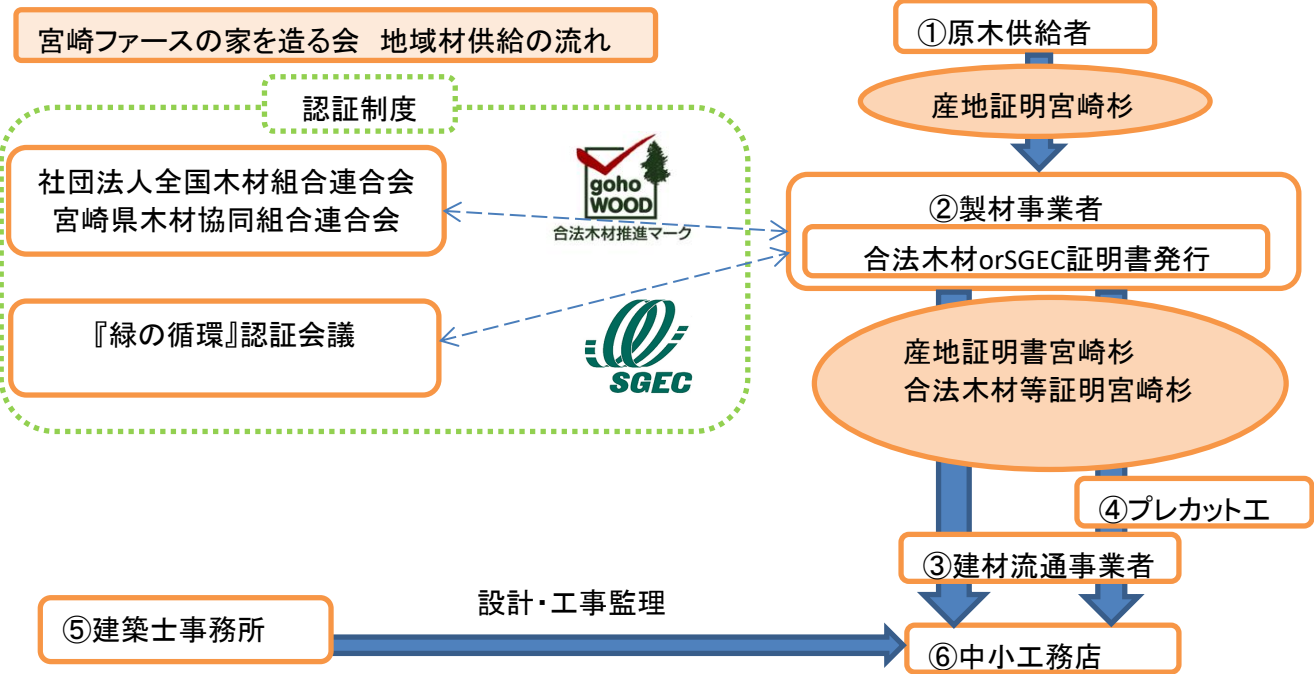 宮崎ファースの家を造る会　地域材供給の流れ
①原木供給者
産地証明宮崎杉
認証制度
社団法人全国木材組合連合会
宮崎県木材協同組合連合会
goho
WOOD
合法木材推進マーク
②製材事業者
合法木材orSGEC証明書発行
『緑の循環』認証会議
SGEC
産地証明書宮崎杉
合法木材等証明宮崎杉
④プレカット工
③建材流通事業者
設計・工事監理
⑤建築士事務所
⑥中小工務店